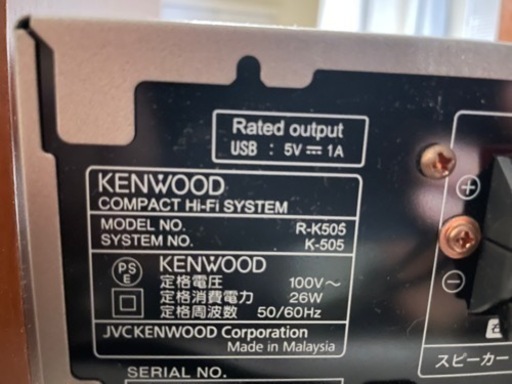 Rated output
USB : 5V⎓1A
KENWOOD
COMPACT Hi-Fi SYSTEM
MODEL NO. R-K505
SYSTEM NO. K-505
PS
E
KENWOOD
定格電圧 100V～
定格消費電力 26W
定格周波数 50/60Hz
JVCKENWOOD Corporation
Made in Malaysia
SERIAL NO.
+
−
スピーカー